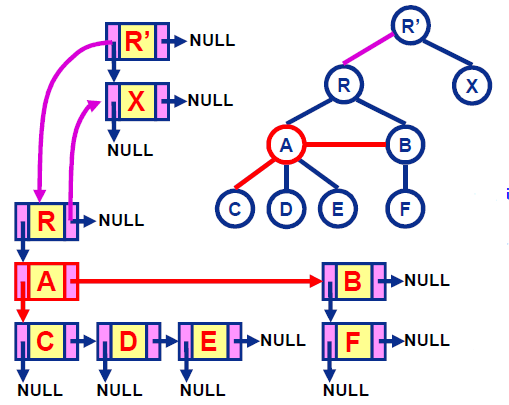 R’ NULL
R’
X NULL
NULL
R X
A B
C D E F
R NULL
A B NULL
C D E NULL F NULL
NULL NULL NULL NULL